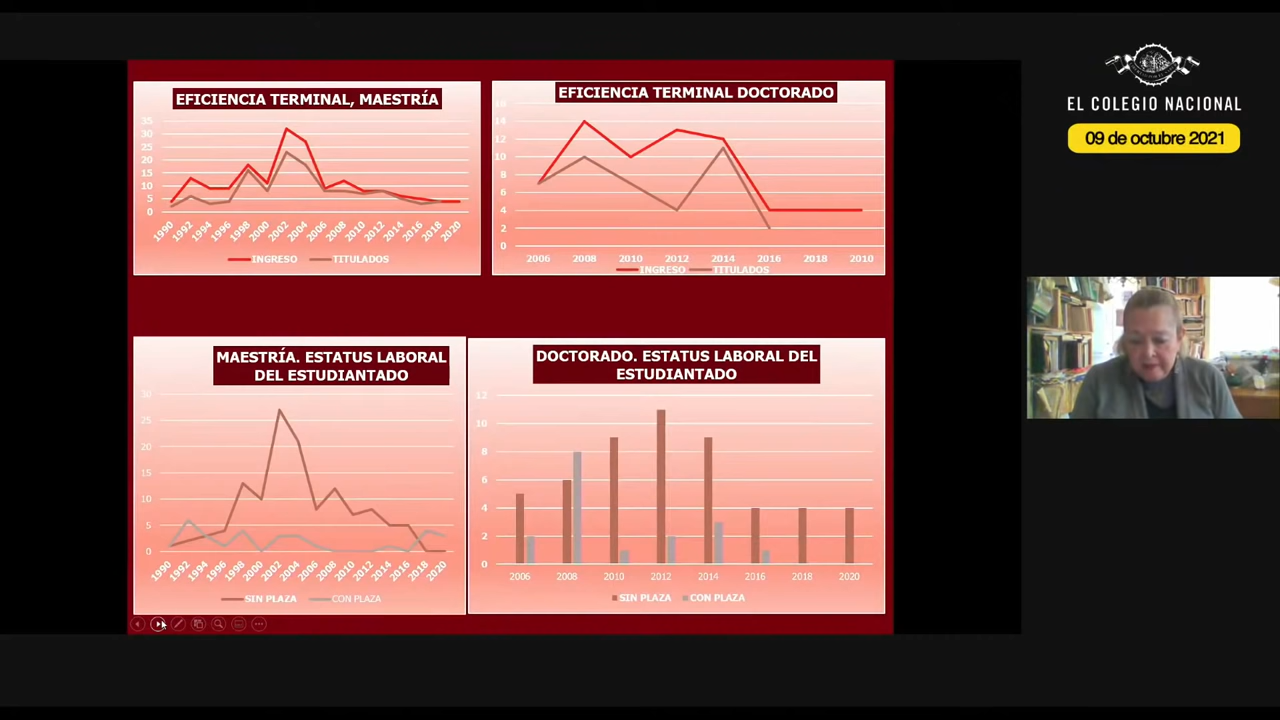 EFICIENCIA TERMINAL, MAESTRÍA
35
30
25
20
15
10
5
0
1990 1992 1994 1996 1998 2000 2002 2004 2006 2008 2010 2012 2014 2016 2018 2020
INGRESO TITULADOS
EFICIENCIA TERMINAL DOCTORADO
16
14
12
10
8
6
4
2
0
2006 2008 2010 2012 2014 2016 2018 2010
INGRESO TITULADOS
MAESTRÍA. ESTATUS LABORAL
DEL ESTUDIANTADO
30
25
20
15
10
5
0
1990 1992 1994 1996 1998 2000 2002 2004 2006 2008 2010 2012 2014 2016 2018 2020
SIN PLAZA CON PLAZA
DOCTORADO. ESTATUS LABORAL DEL
ESTUDIANTADO
12
10
8
6
4
2
0
2006 2008 2010 2012 2014 2016 2018 2020
SIN PLAZA CON PLAZA
EL COLEGIO NACIONAL
09 de octubre 2021